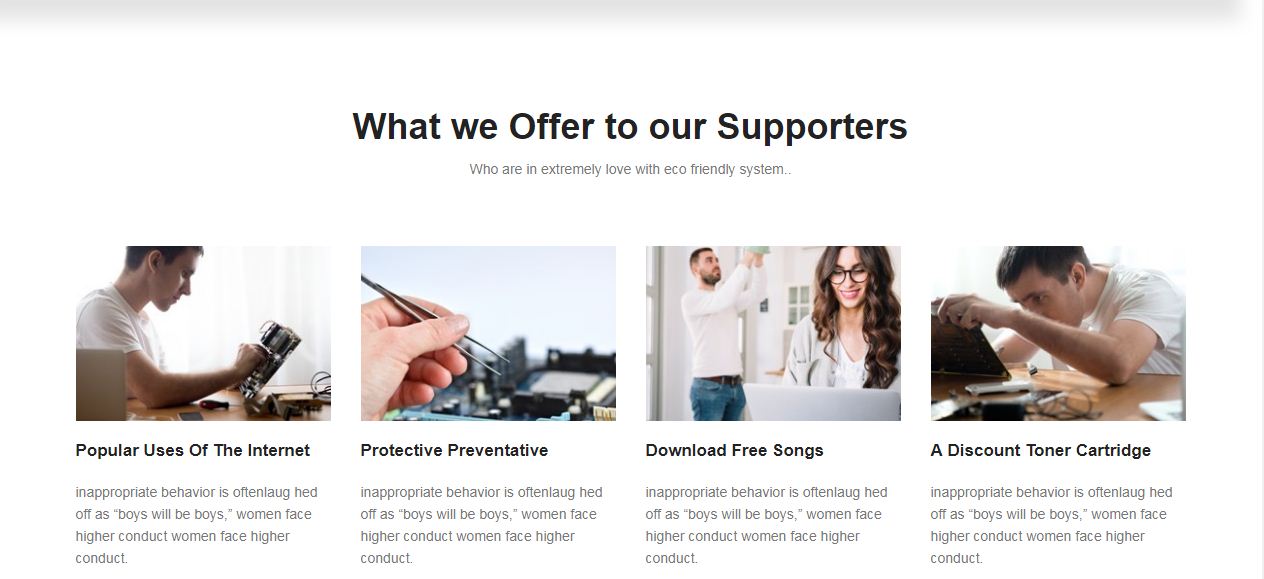 What we Offer to our Supporters
Who are in extremely love with eco friendly system..
Popular Uses Of The Internet
inappropriate behavior is oftenlaug hed
off as “boys will be boys,” women face
higher conduct women face higher
conduct.
Protective Preventative
inappropriate behavior is oftenlaug hed
off as “boys will be boys,” women face
higher conduct women face higher
conduct.
Download Free Songs
inappropriate behavior is oftenlaug hed
off as “boys will be boys,” women face
higher conduct women face higher
conduct.
A Discount Toner Cartridge
inappropriate behavior is oftenlaug hed
off as “boys will be boys,” women face
higher conduct women face higher
conduct.